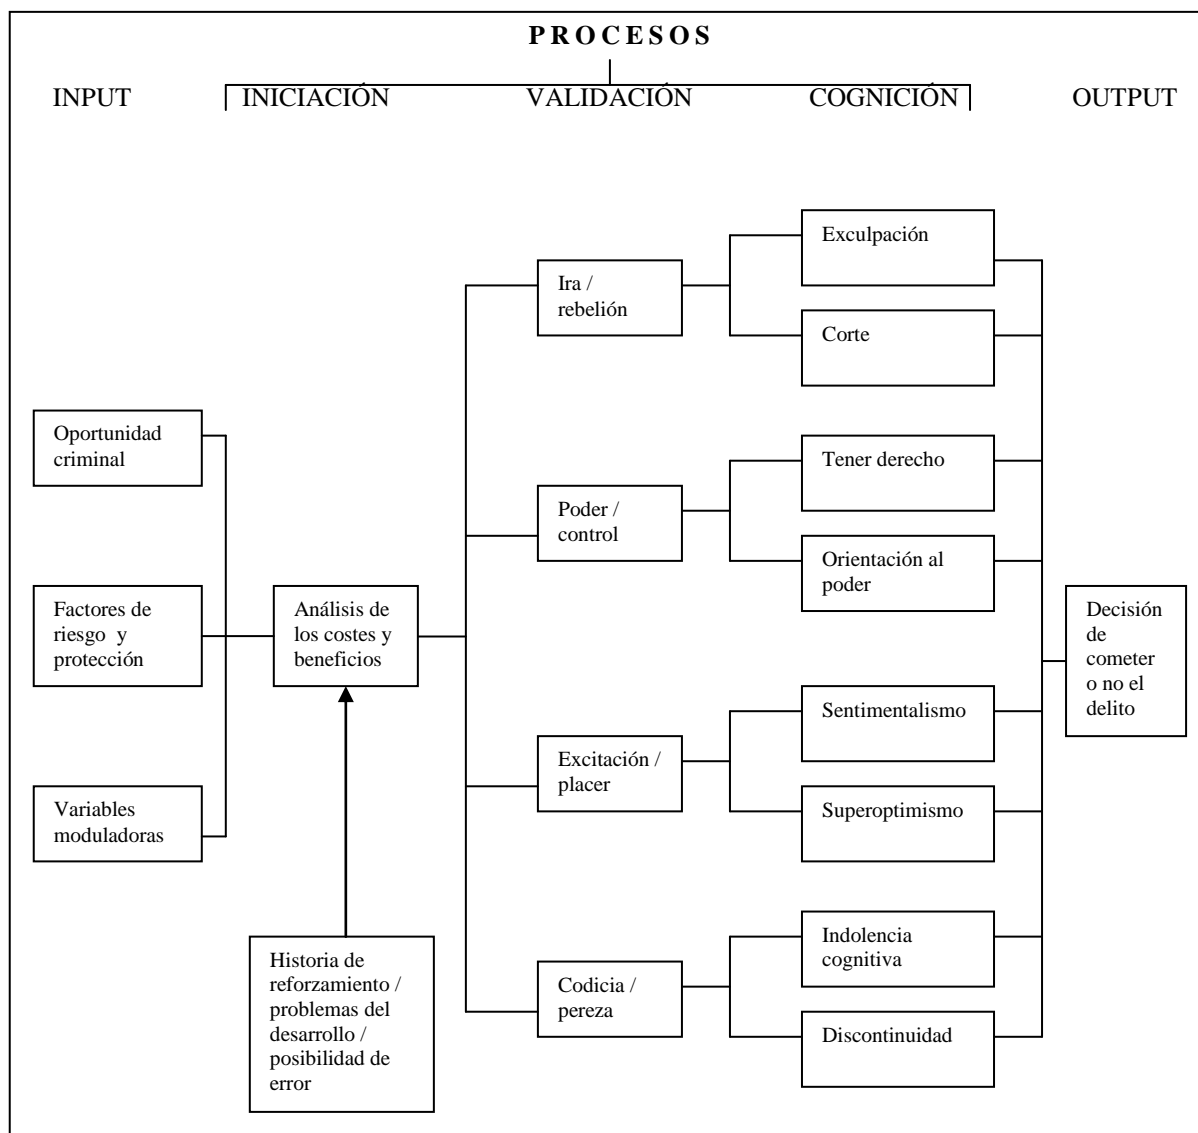 PROCESOS
INPUT
INICIACIÓN
VALIDACIÓN
COGNICIÓN
OUTPUT
Oportunidad
criminal
Factores de
riesgo y
protección
Variables
moduladoras
Análisis de
los costes y
beneficios
Historia de
reforzamiento /
problemas del
desarrollo /
posibilidad de
error
Ira /
rebelión
Poder /
control
Excitación /
placer
Codicia /
pereza
Exculpación
Corte
Tener derecho
Orientación al
poder
Sentimentalismo
Superoptimismo
Indolencia
cognitiva
Discontinuidad
Decisión
de
cometer
o no el
delito